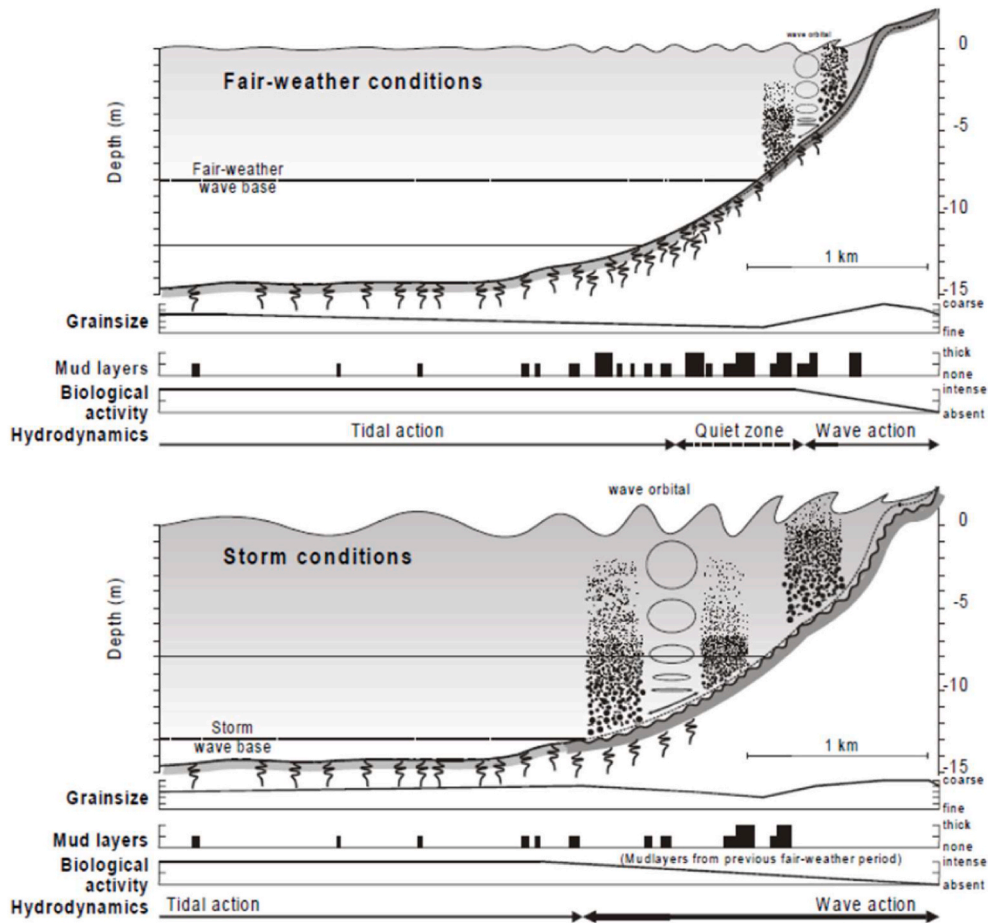 wave orbital
0
Fair-weather conditions
Depth (m)
-5
Fair-weather
wave base
-10
1 km
-15
coarse
Grainsize
fine
Mud layers
thick
none
Biological
activity
intense
absent
Hydrodynamics
Tidal action
Quiet zone
Wave action
wave orbital
0
Storm conditions
Depth (m)
-5
-10
Storm
wave base
1 km
-15
coarse
Grainsize
fine
Mud layers
thick
none
Biological
activity
(Mudlayers from previous fair-weather period)
intense
absent
Hydrodynamics
Tidal action
Wave action